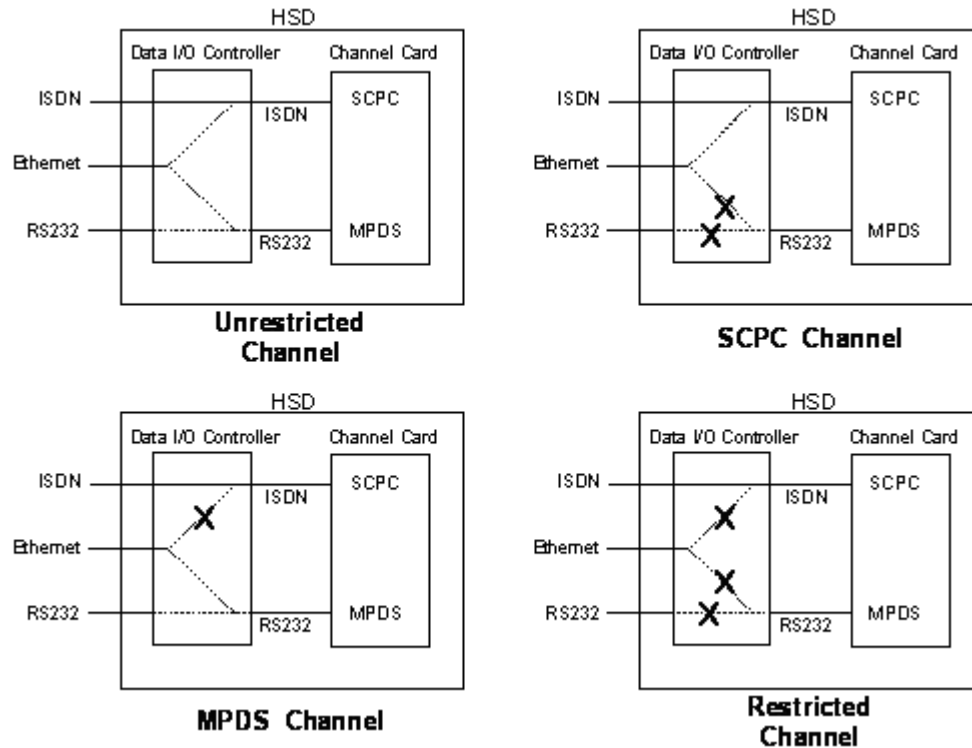 HSD
Data I/O Controller
Channel Card
ISDN
SCPC
ISDN
Ethernet
RS232
MPDS
RS232
Unrestricted
Channel
HSD
Data I/O Controller
Channel Card
ISDN
SCPC
ISDN
Ethernet
RS232
MPDS
RS232
SCPC Channel
HSD
Data I/O Controller
Channel Card
ISDN
SCPC
ISDN
Ethernet
RS232
MPDS
RS232
MPDS Channel
HSD
Data I/O Controller
Channel Card
ISDN
SCPC
ISDN
Ethernet
RS232
MPDS
RS232
Restricted
Channel